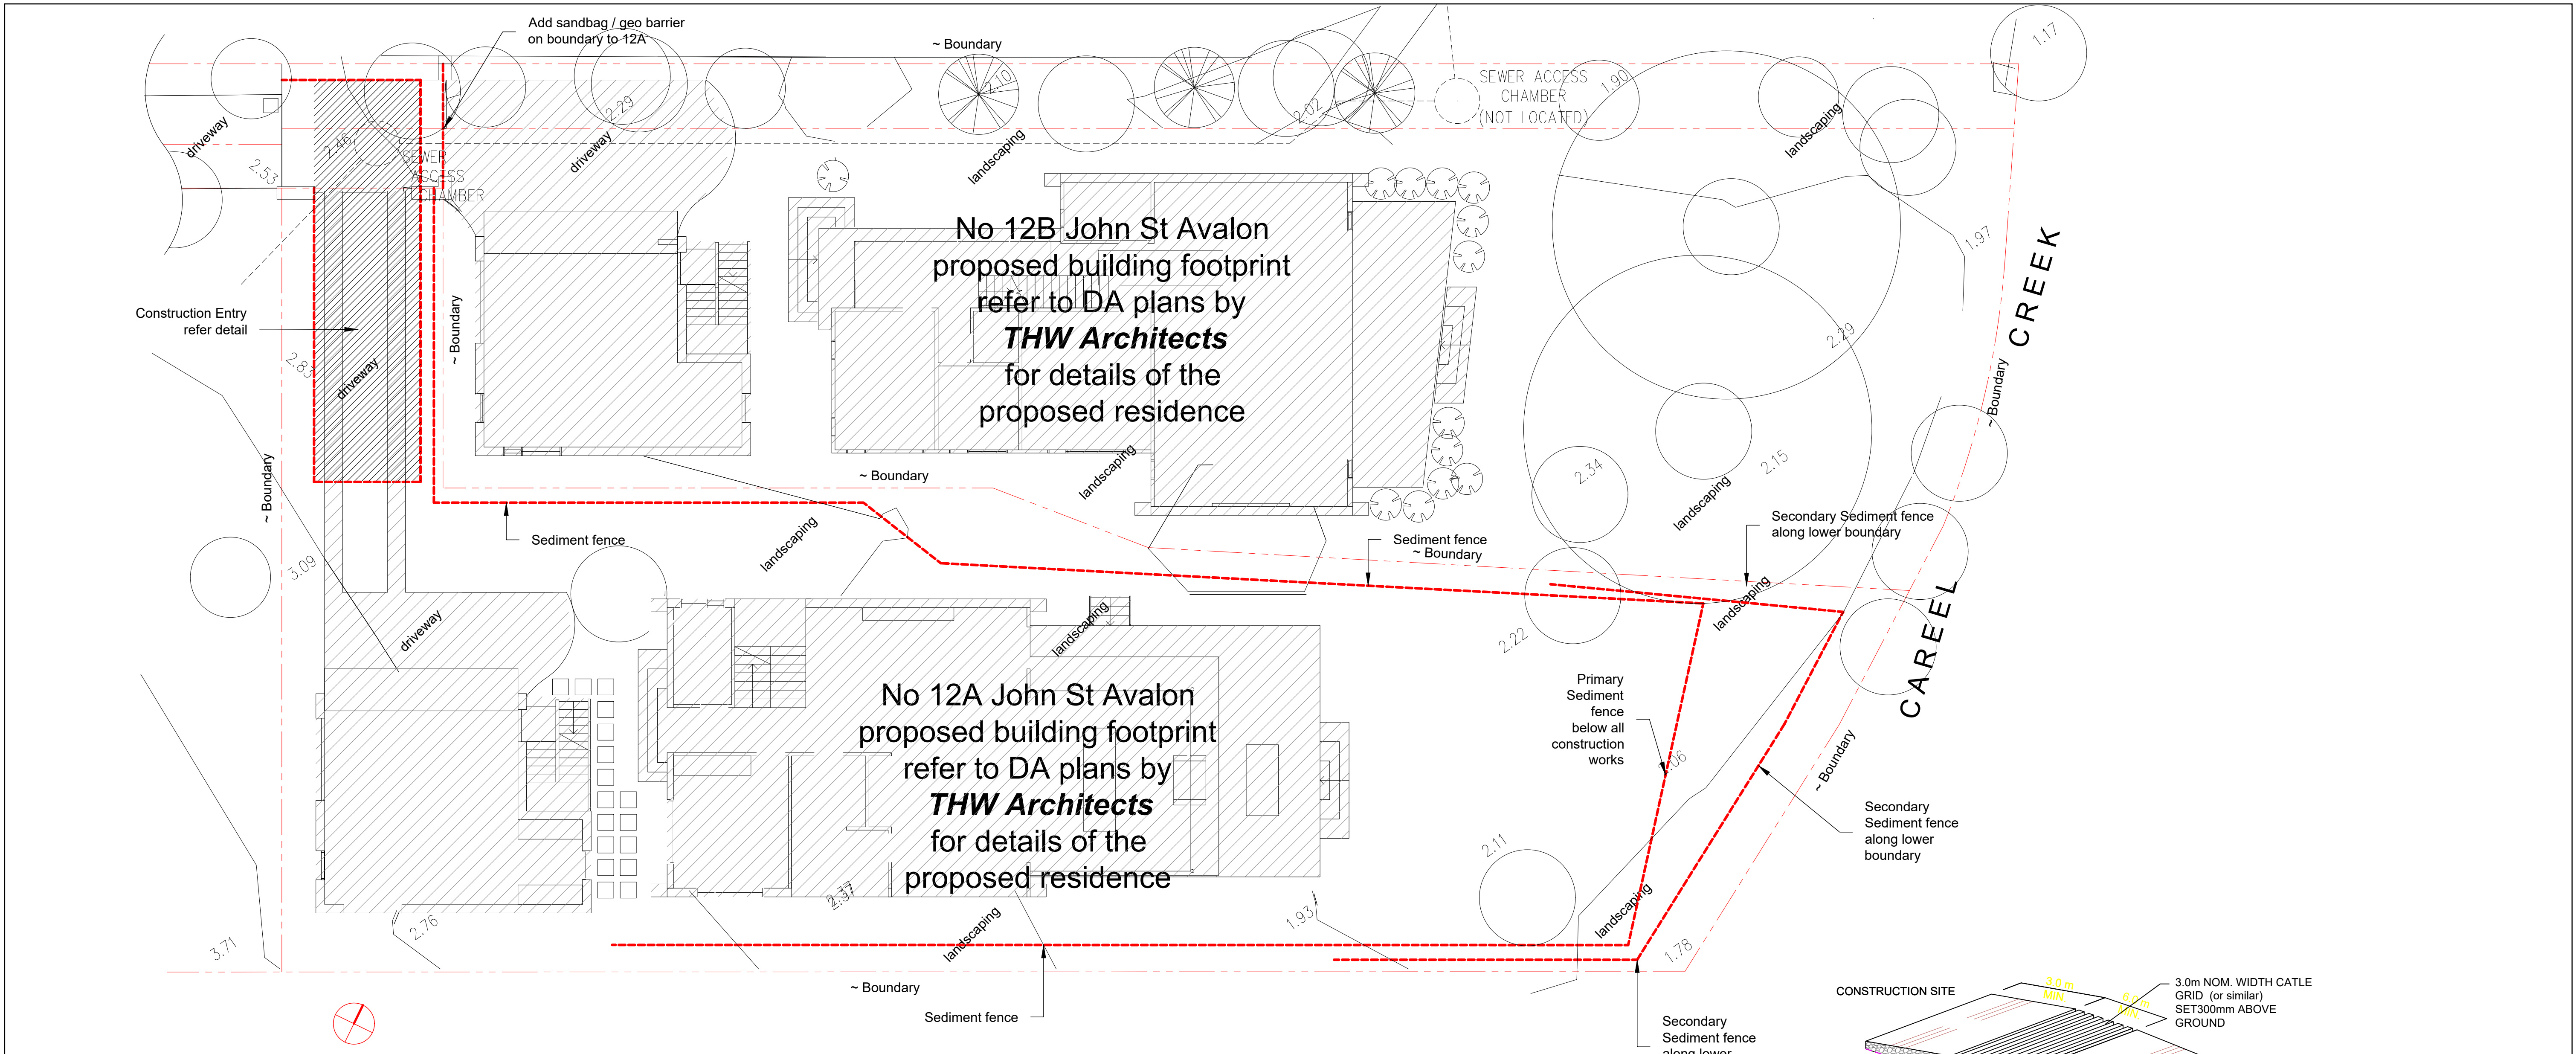 Add sandbag / geo barrier
on boundary to 12A
~ Boundary
1.17
2.10
SEWER ACCESS
CHAMBER
(NOT LOCATED)
1.90
2.02
2.29
driveway
driveway
landscaping
landscaping
2.46
SEWER
ACCESS
CHAMBER
2.53
No 12B John St Avalon
proposed building footprint
refer to DA plans by
THW Architects
for details of the
proposed residence
1.97
CREEK
Construction Entry
refer detail
~ Boundary
2.83
driveway
2.29
~ Boundary
~ Boundary
~ Boundary
landscaping
2.34
2.15
landscaping
Sediment fence
landscaping
Sediment fence
~ Boundary
Secondary Sediment fence
along lower boundary
3.09
driveway
landscaping
landscaping
2.22
CAREEL
No 12A John St Avalon
proposed building footprint
refer to DA plans by
THW Architects
for details of the
proposed residence
Primary
Sediment
fence
below all
construction
works
~ Boundary
Secondary
Sediment fence
along lower
boundary
2.11
2.37
2.76
3.71
landscaping
1.93
landscaping
1.78
~ Boundary
Sediment fence
Secondary
Sediment fence
along lower
CONSTRUCTION SITE
3.0 m
MIN.
6.0 m
MIN.
3.0m NOM. WIDTH CATLE
GRID (or similar)
SET300mm ABOVE
GROUND